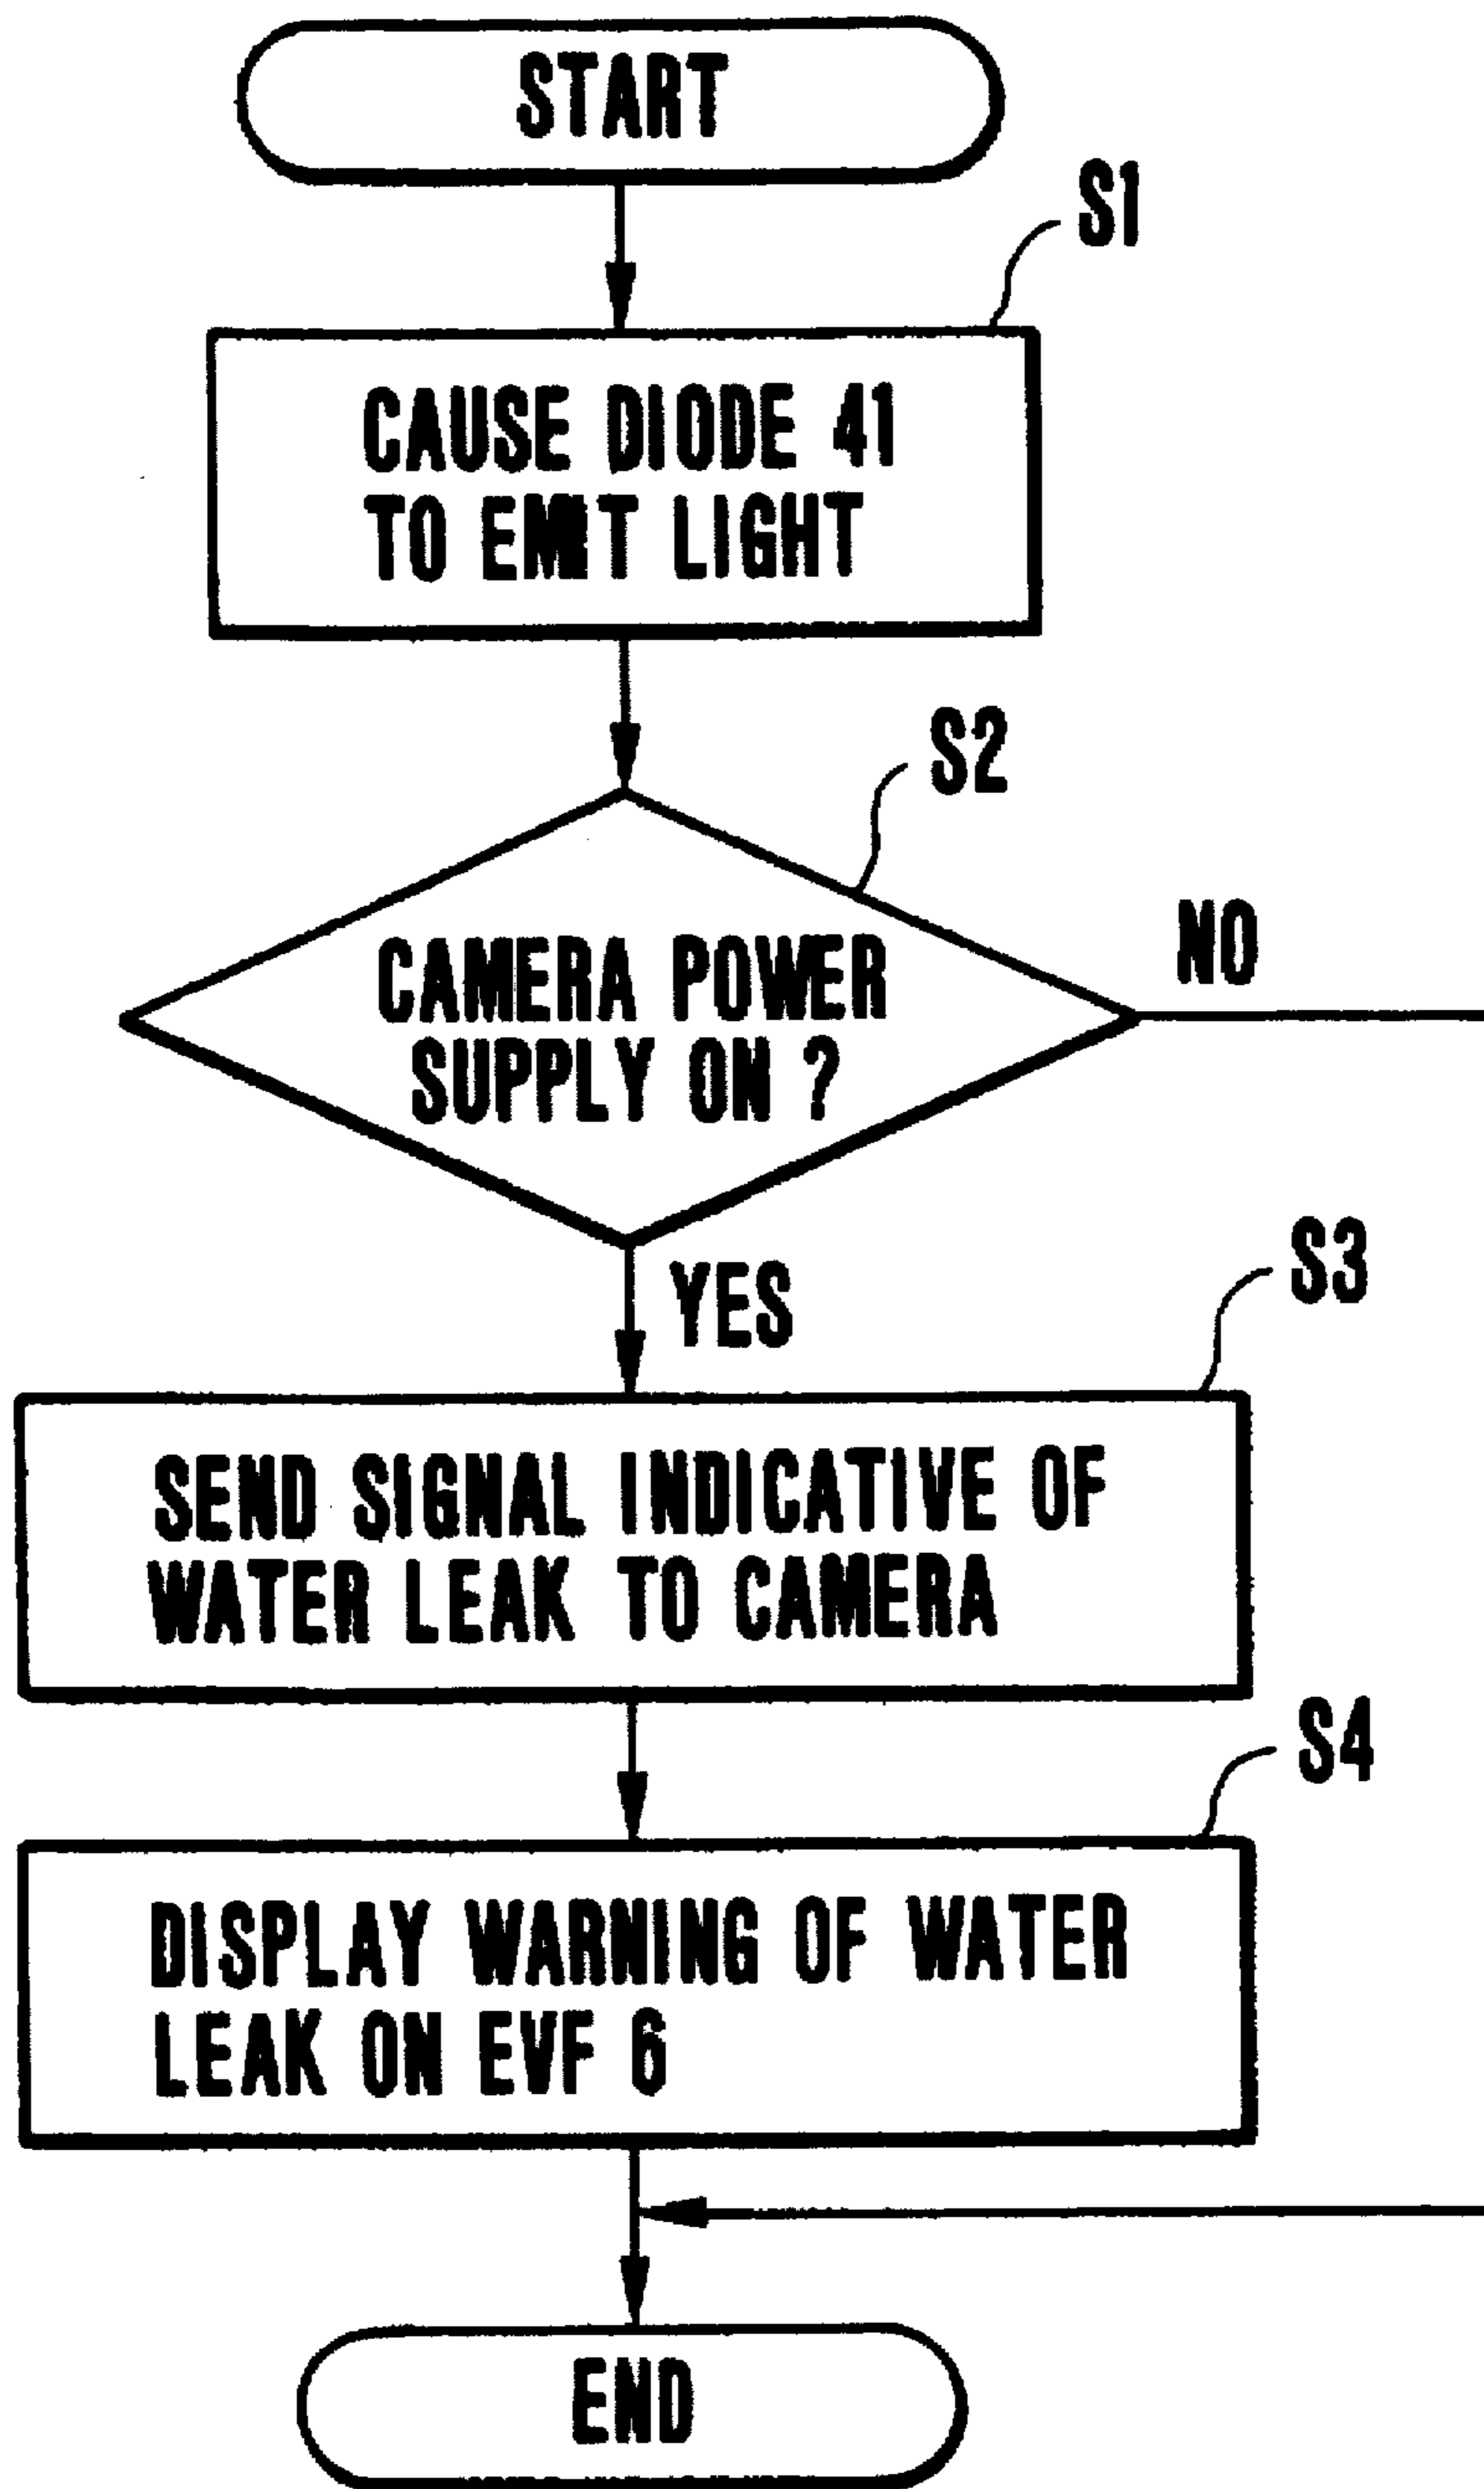 START
S1
CAUSE DIODE 41
TO EMIT LIGHT
S2
CAMERA POWER
SUPPLY ON ?
NO
YES
S3
SEND SIGNAL INDICATIVE OF
WATER LEAK TO CAMERA
S4
DISPLAY WARNING OF WATER
LEAK ON EVF 6
END